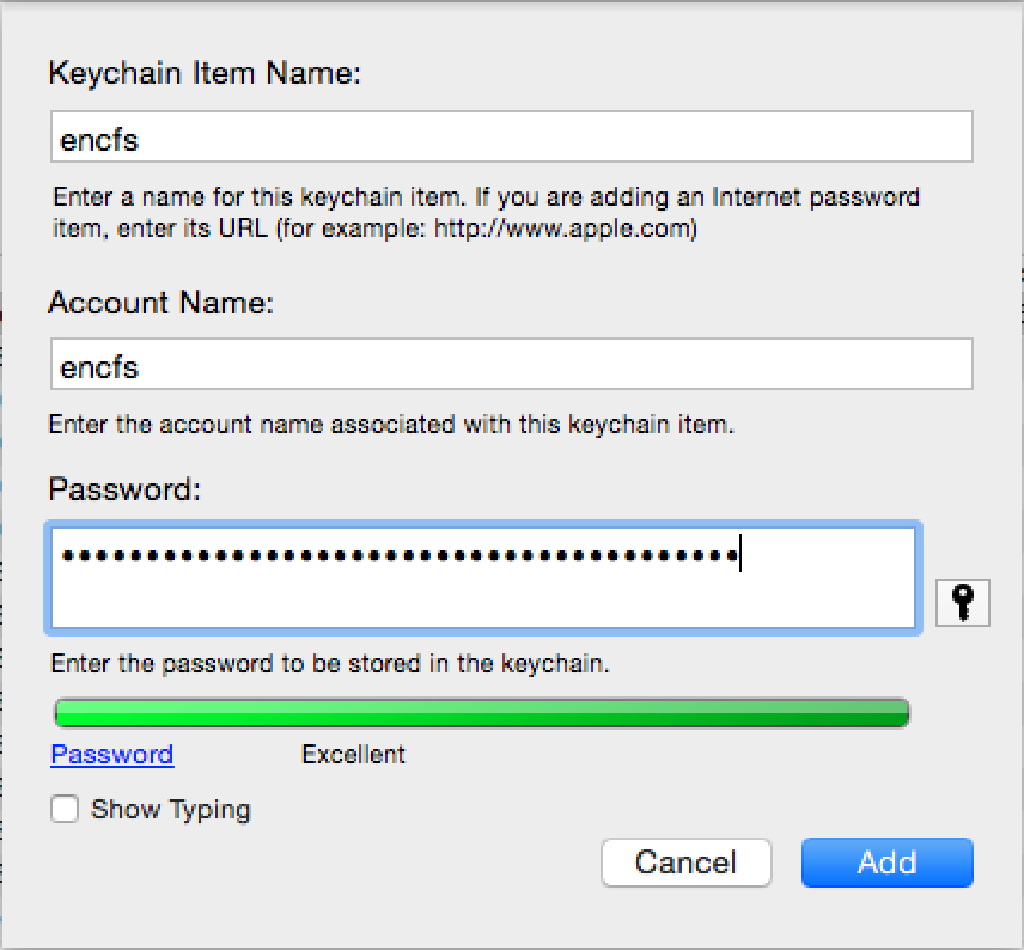 Keychain Item Name:
encfs
Enter a name for this keychain item. If you are adding an Internet password
item, enter its URL (for example: http://www.apple.com)
Account Name:
encfs
Enter the account name associated with this keychain item.
Password:
•••••••••••••••••••••••••••••••••••••••••
Enter the password to be stored in the keychain.
Password Excellent
Show Typing
Cancel Add